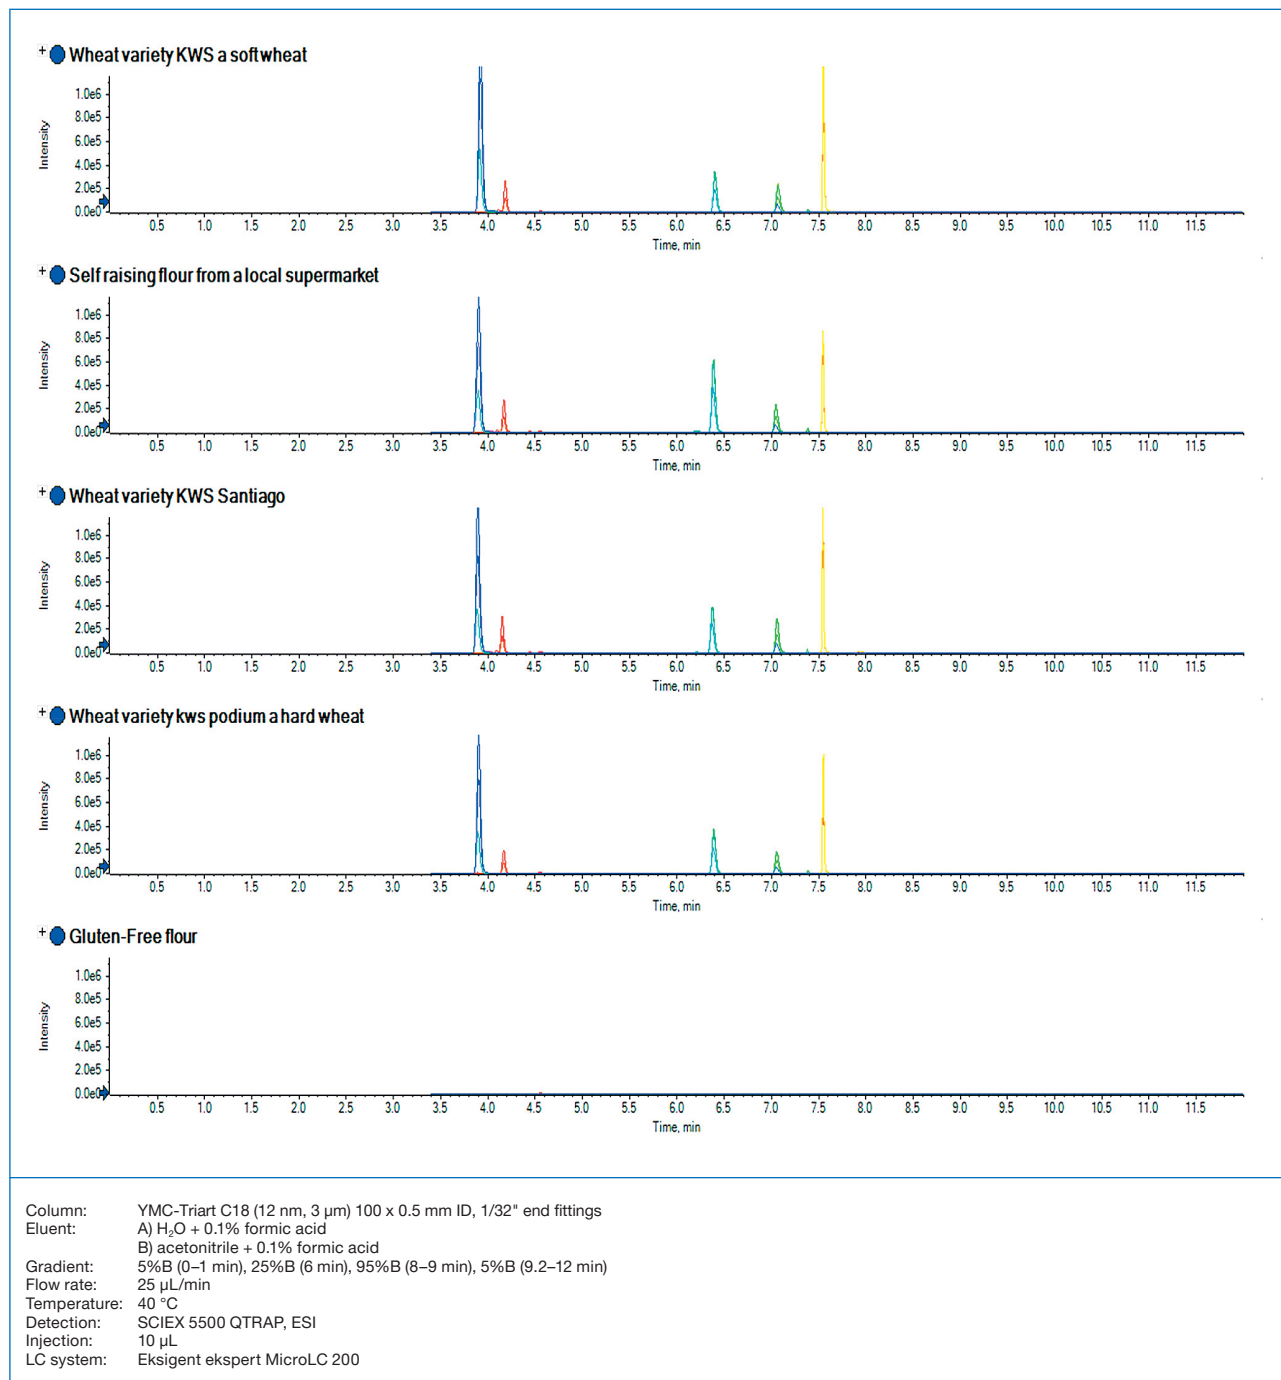 + Wheat variety KWS a soft wheat
Intensity
1.0e6
8.0e5
6.0e5
4.0e5
2.0e5
0.0e0
0.5 1.0 1.5 2.0 2.5 3.0 3.5 4.0 4.5 5.0 5.5 6.0 6.5 7.0 7.5 8.0 8.5 9.0 9.5 10.0 10.5 11.0 11.5
Time, min
+ Self raising flour from a local supermarket
Intensity
1.0e6
8.0e5
6.0e5
4.0e5
2.0e5
0.0e0
0.5 1.0 1.5 2.0 2.5 3.0 3.5 4.0 4.5 5.0 5.5 6.0 6.5 7.0 7.5 8.0 8.5 9.0 9.5 10.0 10.5 11.0 11.5
Time, min
+ Wheat variety KWS Santiago
Intensity
1.0e6
8.0e5
6.0e5
4.0e5
2.0e5
0.0e0
0.5 1.0 1.5 2.0 2.5 3.0 3.5 4.0 4.5 5.0 5.5 6.0 6.5 7.0 7.5 8.0 8.5 9.0 9.5 10.0 10.5 11.0 11.5
Time, min
+ Wheat variety kws podium a hard wheat
Intensity
1.0e6
8.0e5
6.0e5
4.0e5
2.0e5
0.0e0
0.5 1.0 1.5 2.0 2.5 3.0 3.5 4.0 4.5 5.0 5.5 6.0 6.5 7.0 7.5 8.0 8.5 9.0 9.5 10.0 10.5 11.0 11.5
Time, min
+ Gluten-Free flour
Intensity
1.0e6
8.0e5
6.0e5
4.0e5
2.0e5
0.0e0
0.5 1.0 1.5 2.0 2.5 3.0 3.5 4.0 4.5 5.0 5.5 6.0 6.5 7.0 7.5 8.0 8.5 9.0 9.5 10.0 10.5 11.0 11.5
Time, min
Column: YMC-Triart C18 (12 nm, 3 µm) 100 x 0.5 mm ID, 1/32" end fittings
Eluent: A) H₂O + 0.1% formic acid
B) acetonitrile + 0.1% formic acid
Gradient: 5%B (0–1 min), 25%B (6 min), 95%B (8–9 min), 5%B (9.2–12 min)
Flow rate: 25 µL/min
Temperature: 40 °C
Detection: SCIEX 5500 QTRAP, ESI
Injection: 10 µL
LC system: Eksigent ekspert MicroLC 200